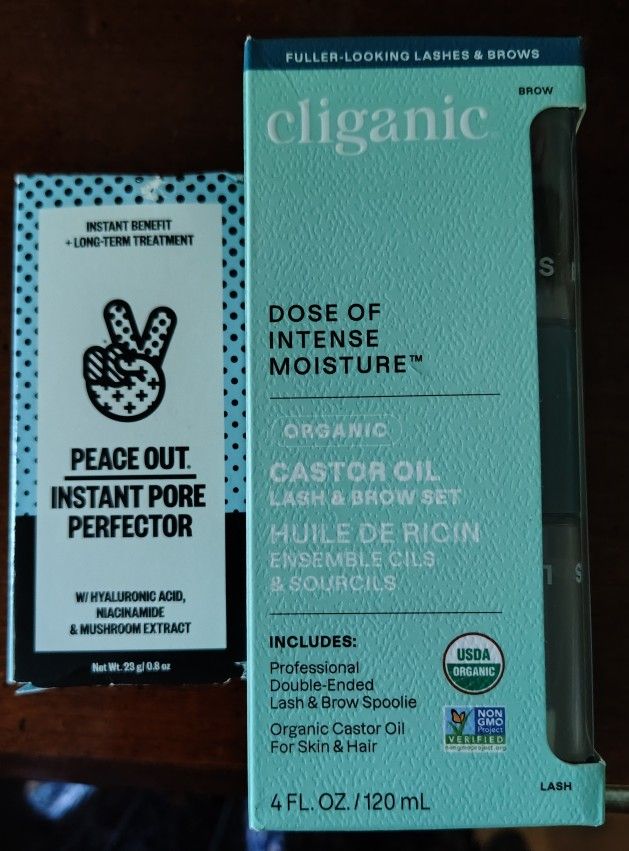 INSTANT BENEFIT
+ LONG-TERM TREATMENT
PEACE OUT.
INSTANT PORE
PERFECTOR
W/ HYALURONIC ACID,
NIACINAMIDE
& MUSHROOM EXTRACT
Net Wt. 23 g/ 0.8 oz
FULLER-LOOKING LASHES & BROWS
BROW
cliganic
DOSE OF
INTENSE
MOISTURE™
ORGANIC
CASTOR OIL
LASH & BROW SET
HUILE DE RICIN
ENSEMBLE CILS
& SOURCILS
INCLUDES:
Professional
Double-Ended
Lash & Brow Spoolie
Organic Castor Oil
For Skin & Hair
USDA
ORGANIC
NON
GMO
Project
VERIFIED
nongmoproject.org
4 FL. OZ. / 120 mL
LASH